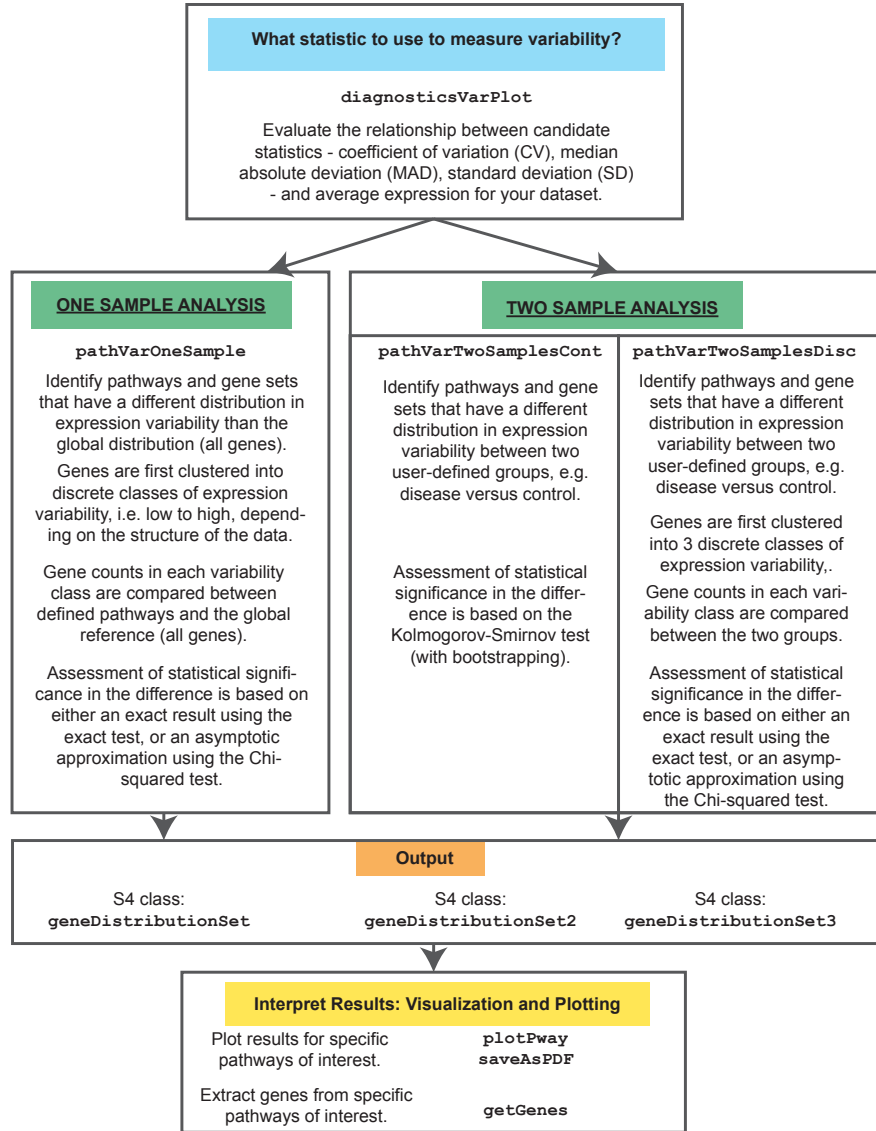 What statistic to use to measure variability?
diagnosticsVarPlot
Evaluate the relationship between candidate
statistics - coefficient of variation (CV), median
absolute deviation (MAD), standard deviation (SD)
- and average expression for your dataset.
ONE SAMPLE ANALYSIS
pathVarOneSample
Identify pathways and gene sets
that have a different distribution in
expression variability than the
global distribution (all genes).
Genes are first clustered into
discrete classes of expression
variability, i.e. low to high, depend-
ing on the structure of the data.
Gene counts in each variability
class are compared between
defined pathways and the global
reference (all genes).
Assessment of statistical signifi-
cance in the difference is based on
either an exact result using the
exact test, or an asymptotic
approximation using the Chi-
squared test.
TWO SAMPLE ANALYSIS
pathVarTwoSamplesCont
Identify pathways and gene
sets that have a different
distribution in expression
variability between two
user-defined groups, e.g.
disease versus control.
Assessment of statistical
significance in the differ-
ence is based on the
Kolmogorov-Smirnov test
(with bootstrapping).
pathVarTwoSamplesDisc
Identify pathways and gene
sets that have a different
distribution in expression
variability between two
user-defined groups, e.g.
disease versus control.
Genes are first clustered
into 3 discrete classes of
expression variability,.
Gene counts in each vari-
ability class are compared
between the two groups.
Assessment of statistical
significance in the differ-
ence is based on either an
exact result using the
exact test, or an asymp-
totic approximation using
the Chi-squared test.
Output
S4 class:
geneDistributionSet
S4 class:
geneDistributionSet2
S4 class:
geneDistributionSet3
Interpret Results: Visualization and Plotting
Plot results for specific
pathways of interest.
plotPway
saveAsPDF
Extract genes from specific
pathways of interest.
getGenes